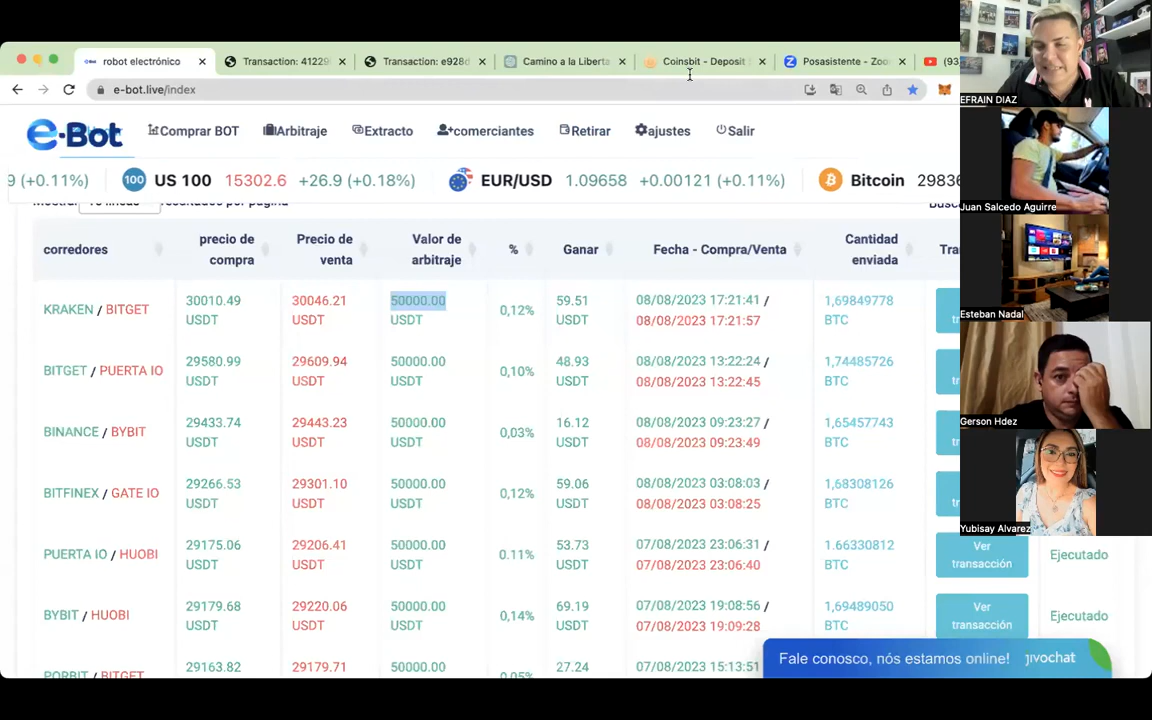 robot electrónico
Transaction: 41229
Transaction: e928d
Camino a la Liberta
Coinsbit - Deposit
Posasistente - Zoo
(93
e-bot.live/index
e-Bot
Comprar BOT
Arbitraje
Extracto
comerciantes
Retirar
ajustes
Salir
9 (+0.11%)
100 US 100 15302.6 +26.9 (+0.18%)
EUR/USD 1.09658 +0.00121 (+0.11%)
Bitcoin 29836
resultados por página
corredores
precio de compra
Precio de venta
Valor de arbitraje
%
Ganar
Fecha - Compra/Venta
Cantidad enviada
Tra
KRAKEN / BITGET
30010.49 USDT
30046.21 USDT
50000.00 USDT
0,12%
59.51 USDT
08/08/2023 17:21:41 /
08/08/2023 17:21:57
1,69849778 BTC
BITGET / PUERTA IO
29580.99 USDT
29609.94 USDT
50000.00 USDT
0,10%
48.93 USDT
08/08/2023 13:22:24 /
08/08/2023 13:22:45
1,74485726 BTC
BINANCE / BYBIT
29433.74 USDT
29443.23 USDT
50000.00 USDT
0,03%
16.12 USDT
08/08/2023 09:23:27 /
08/08/2023 09:23:49
1,65457743 BTC
BITFINEX / GATE IO
29266.53 USDT
29301.10 USDT
50000.00 USDT
0,12%
59.06 USDT
08/08/2023 03:08:03 /
08/08/2023 03:08:25
1,68308126 BTC
PUERTA IO / HUOBI
29175.06 USDT
29206.41 USDT
50000.00 USDT
0.11%
53.73 USDT
07/08/2023 23:06:31 /
07/08/2023 23:06:40
1.66330812 BTC
Ver transacción
Ejecutado
BYBIT / HUOBI
29179.68 USDT
29220.06 USDT
50000.00 USDT
0,14%
69.19 USDT
07/08/2023 19:08:56 /
07/08/2023 19:09:28
1,69489050 BTC
Ver transacción
Ejecutado
PORBIT / BITGET
29163.82
29179.71
50000.00
0,05%
27.24
07/08/2023 15:13:51
Fale conosco, nós estamos online!
jivochat
EFRAIN DIAZ
Juan Salcedo Aguirre
Esteban Nadal
Gerson Hdez
Yubisay Alvarez